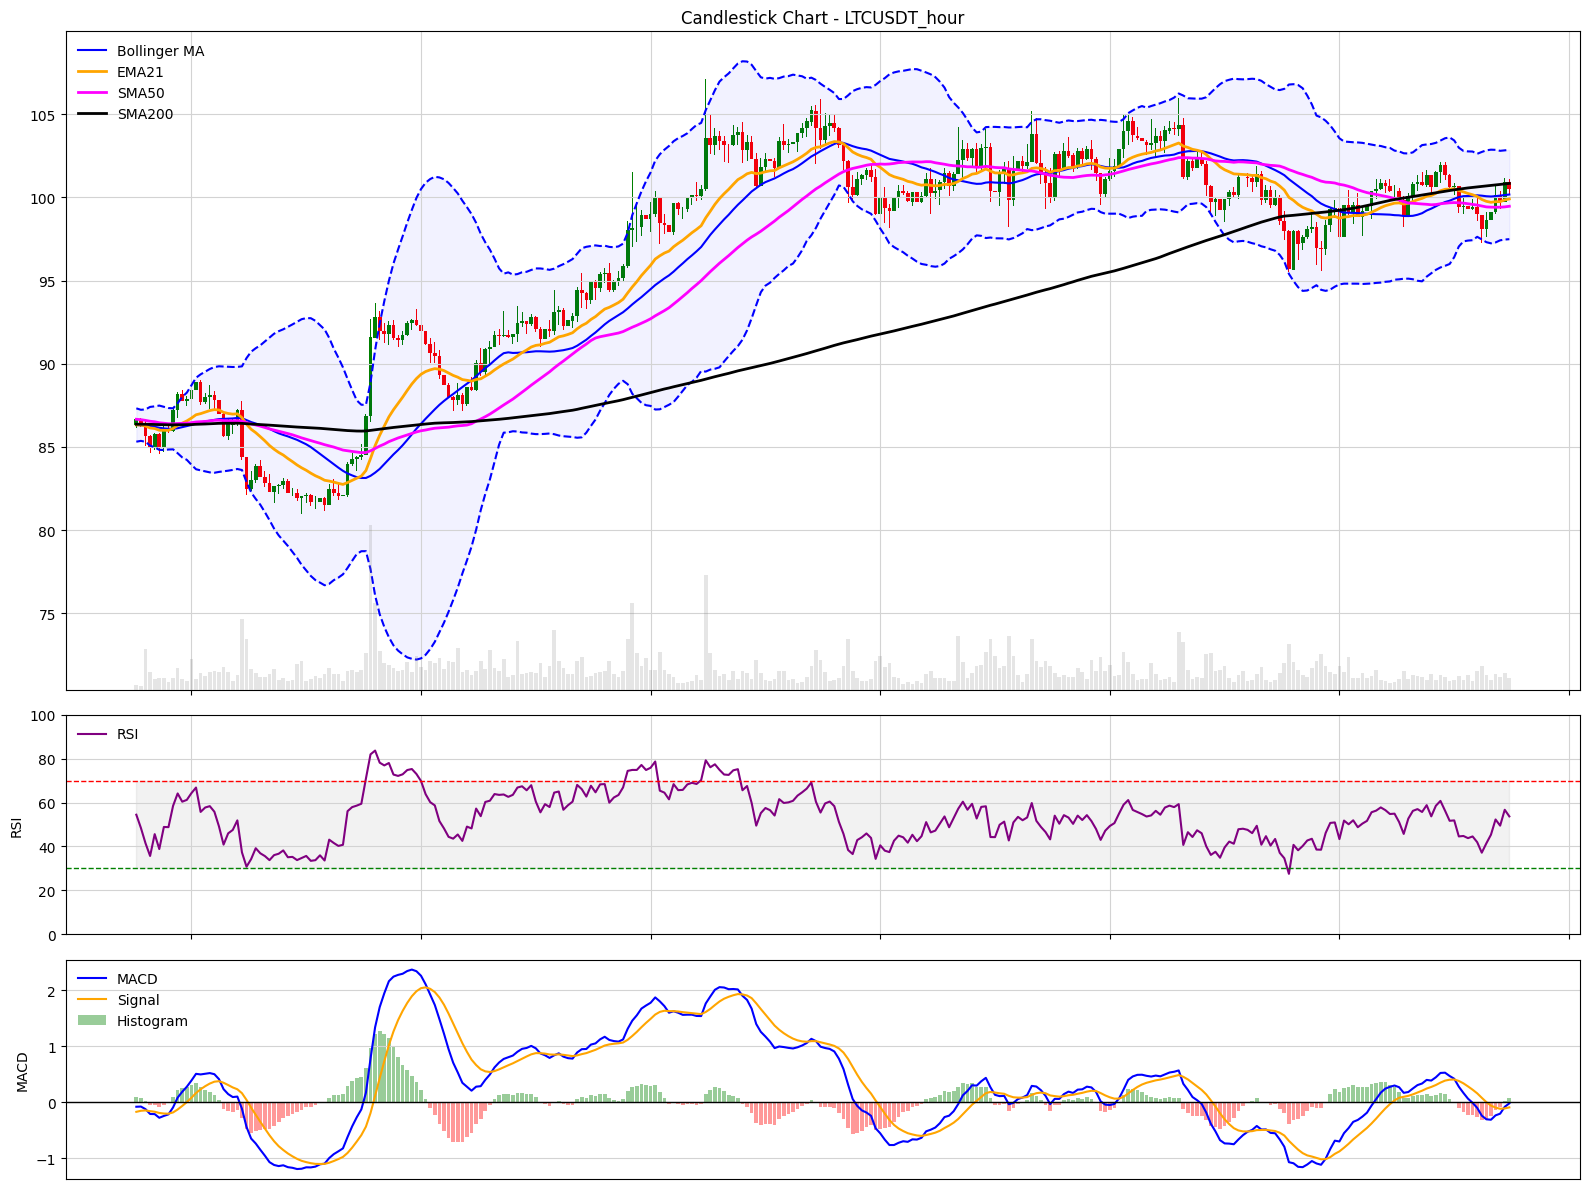 Candlestick Chart - LTCUSDT_hour
Bollinger MA
EMA21
SMA50
SMA200
105
100
95
90
85
80
75
RSI
100
80
60
40
20
0
RSI
MACD
Signal
Histogram
2
1
0
−1
MACD